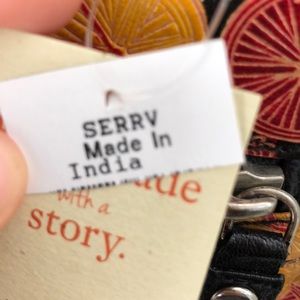 SERRV
Made In
India
with a
story.